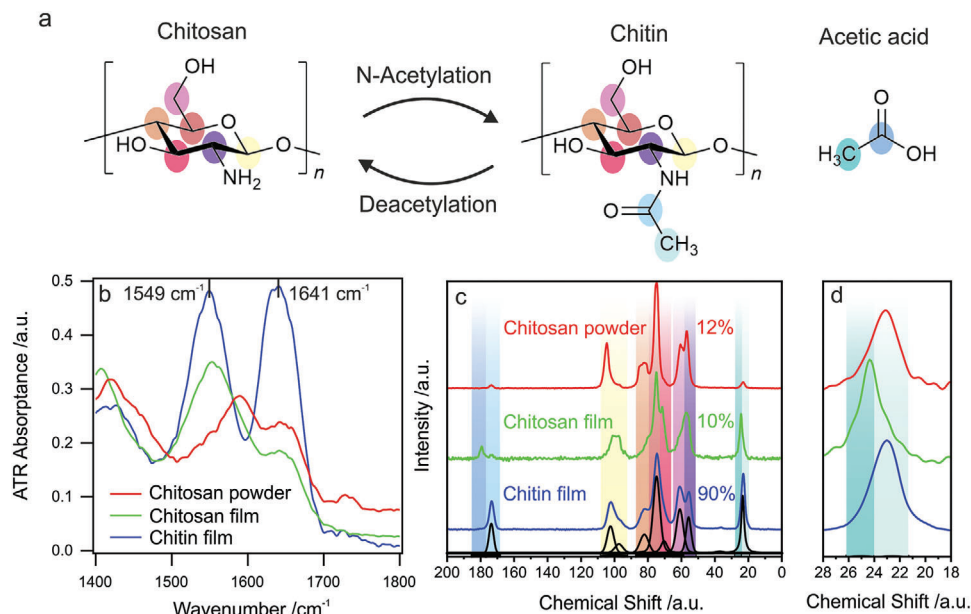 a
Chitosan
Chitin
Acetic acid
OH
O
HO
NH2
O
n
N-Acetylation
Deacetylation
OH
O
HO
NH
O
O
CH3
n
O
H3C
OH
b
1549 cm-1
1641 cm-1
ATR Absorptance /a.u.
0.5
0.4
0.3
0.2
0.1
0.0
Chitosan powder
Chitosan film
Chitin film
1400
1500
1600
1700
1800
Wavenumber /cm-1
c
Intensity /a.u.
Chitosan powder
12%
Chitosan film
10%
Chitin film
90%
200 180 160 140 120 100 80 60 40 20 0
Chemical Shift /a.u.
d
28 26 24 22 20 18
Chemical Shift /a.u.